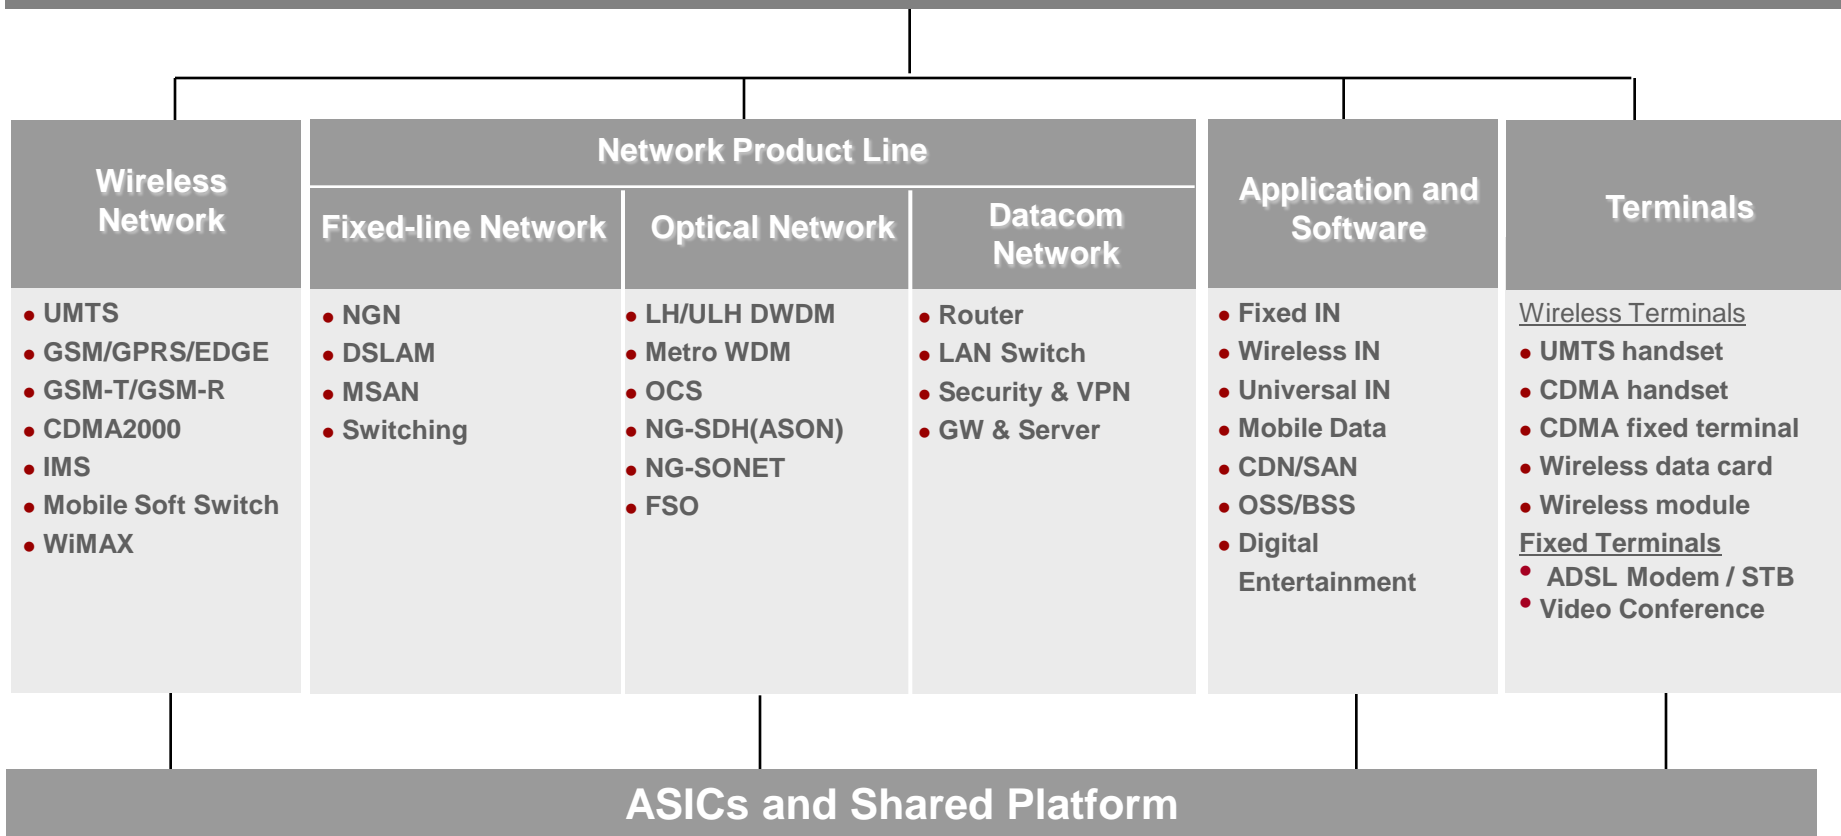 Wireless
Network
Network Product Line
Fixed-line Network
Optical Network
Datacom
Network
Application and
Software
Terminals
• UMTS
• GSM/GPRS/EDGE
• GSM-T/GSM-R
• CDMA2000
• IMS
• Mobile Soft Switch
• WiMAX
• NGN
• DSLAM
• MSAN
• Switching
• LH/ULH DWDM
• Metro WDM
• OCS
• NG-SDH(ASON)
• NG-SONET
• FSO
• Router
• LAN Switch
• Security & VPN
• GW & Server
• Fixed IN
• Wireless IN
• Universal IN
• Mobile Data
• CDN/SAN
• OSS/BSS
• Digital
Entertainment
Wireless Terminals
• UMTS handset
• CDMA handset
• CDMA fixed terminal
• Wireless data card
• Wireless module
Fixed Terminals
• ADSL Modem / STB
• Video Conference
ASICs and Shared Platform